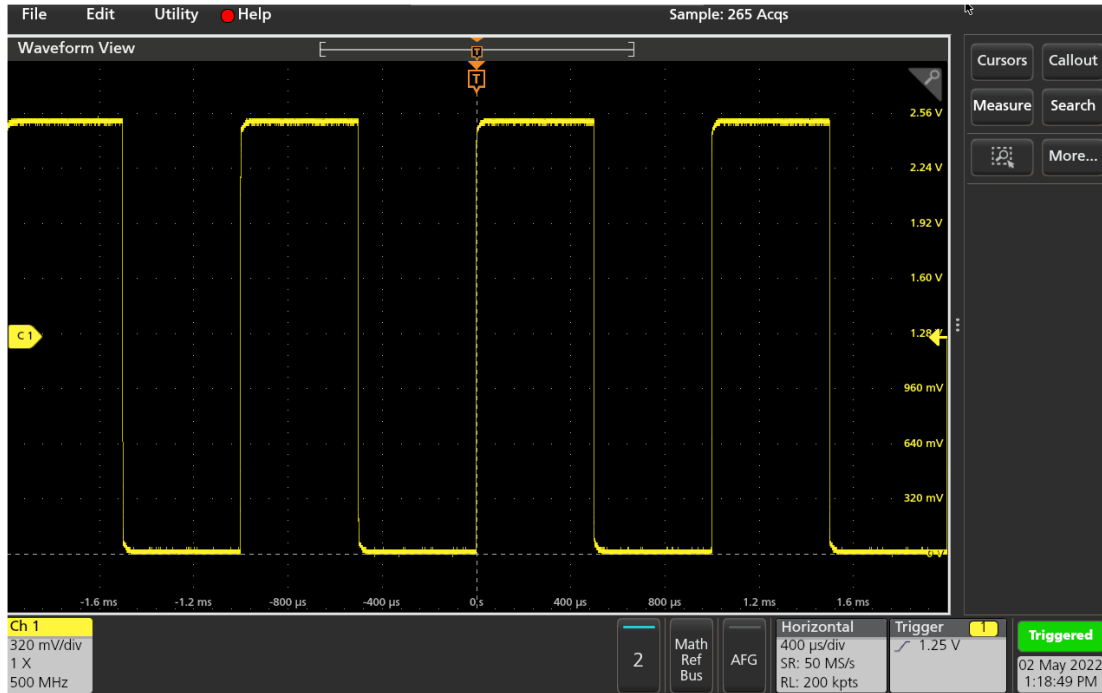 File Edit Utility Help Sample: 265 Acqs
Waveform View
T
T
Cursors Callout
Measure Search
More...
2.56 V
2.24 V
1.92 V
1.60 V
C 1
1.28V
960 mV
640 mV
320 mV
0 V
-1.6 ms -1.2 ms -800 µs -400 µs 0 s 400 µs 800 µs 1.2 ms 1.6 ms
Ch 1
320 mV/div
1 X
500 MHz
2
Math
Ref
Bus
AFG
Horizontal
400 µs/div
SR: 50 MS/s
RL: 200 kpts
Trigger 1
1.25 V
Triggered
02 May 2022
1:18:49 PM